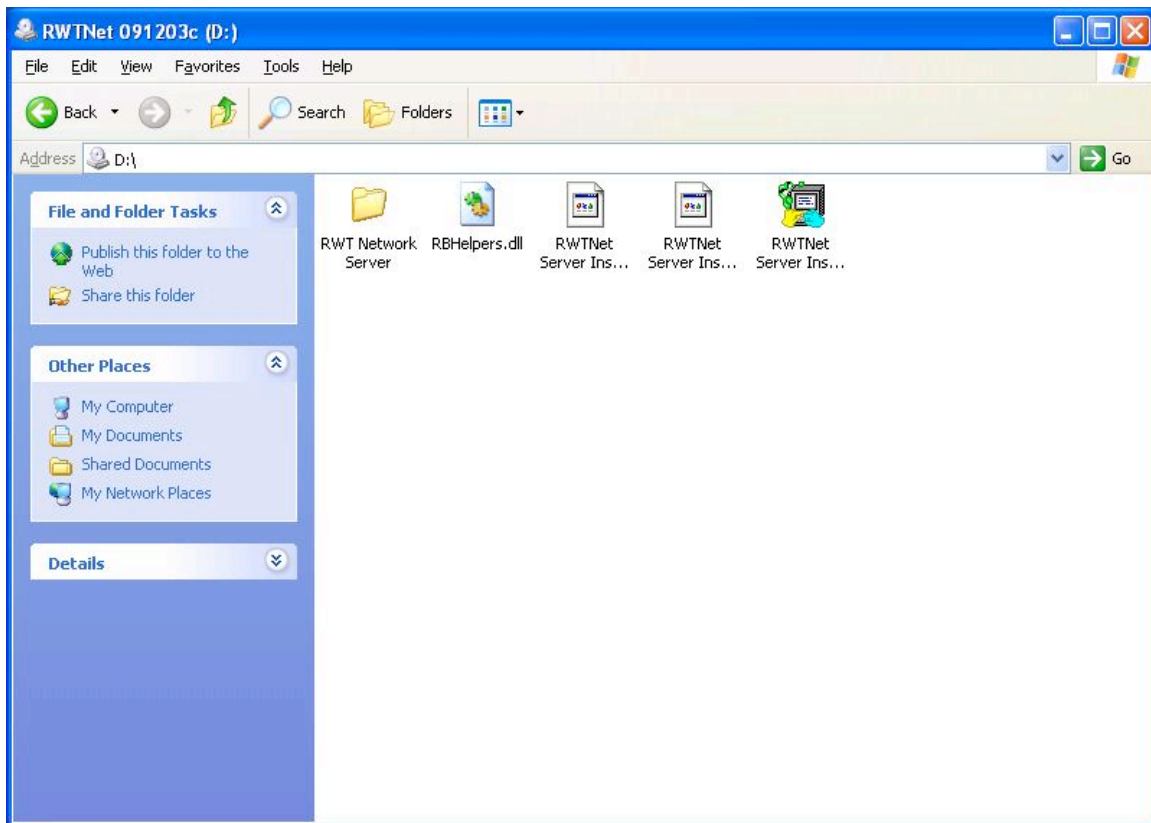 RWTNet 091203c (D:)
File Edit View Favorites Tools Help
Back Search Folders
Address D:\ Go
File and Folder Tasks
Publish this folder to the
Web
Share this folder
Other Places
My Computer
My Documents
Shared Documents
My Network Places
Details
RWT Network
Server
RBHelpers.dll
RWTNet
Server Ins...
RWTNet
Server Ins...
RWTNet
Server Ins...